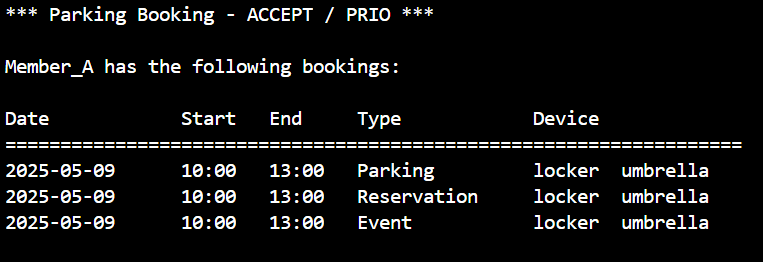 *** Parking Booking - ACCEPT / PRIO ***
Member_A has the following bookings:
Date Start End Type Device
===================================================================
2025-05-09 10:00 13:00 Parking locker umbrella
2025-05-09 10:00 13:00 Reservation locker umbrella
2025-05-09 10:00 13:00 Event locker umbrella